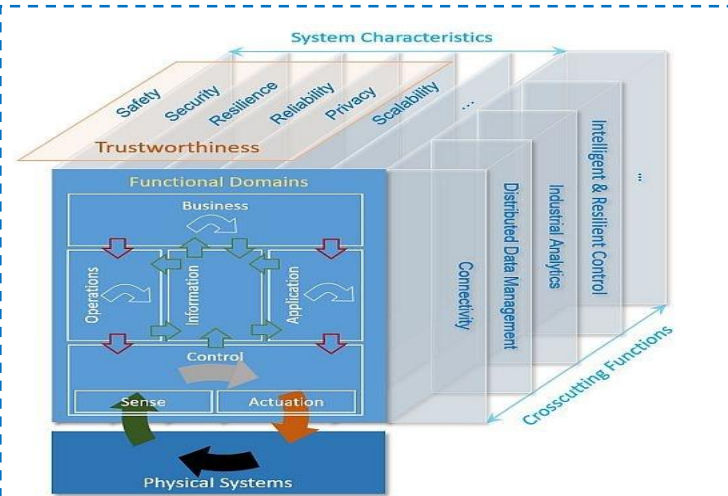 System Characteristics
Safety
Security
Resilience
Reliability
Privacy
Scalability
...
Trustworthiness
Functional Domains
Business
Operations
Information
Application
Control
Sense
Actuation
Physical Systems
Connectivity
Distributed Data Management
Industrial Analytics
Intelligent & Resilient Control
...
Crosscutting Functions